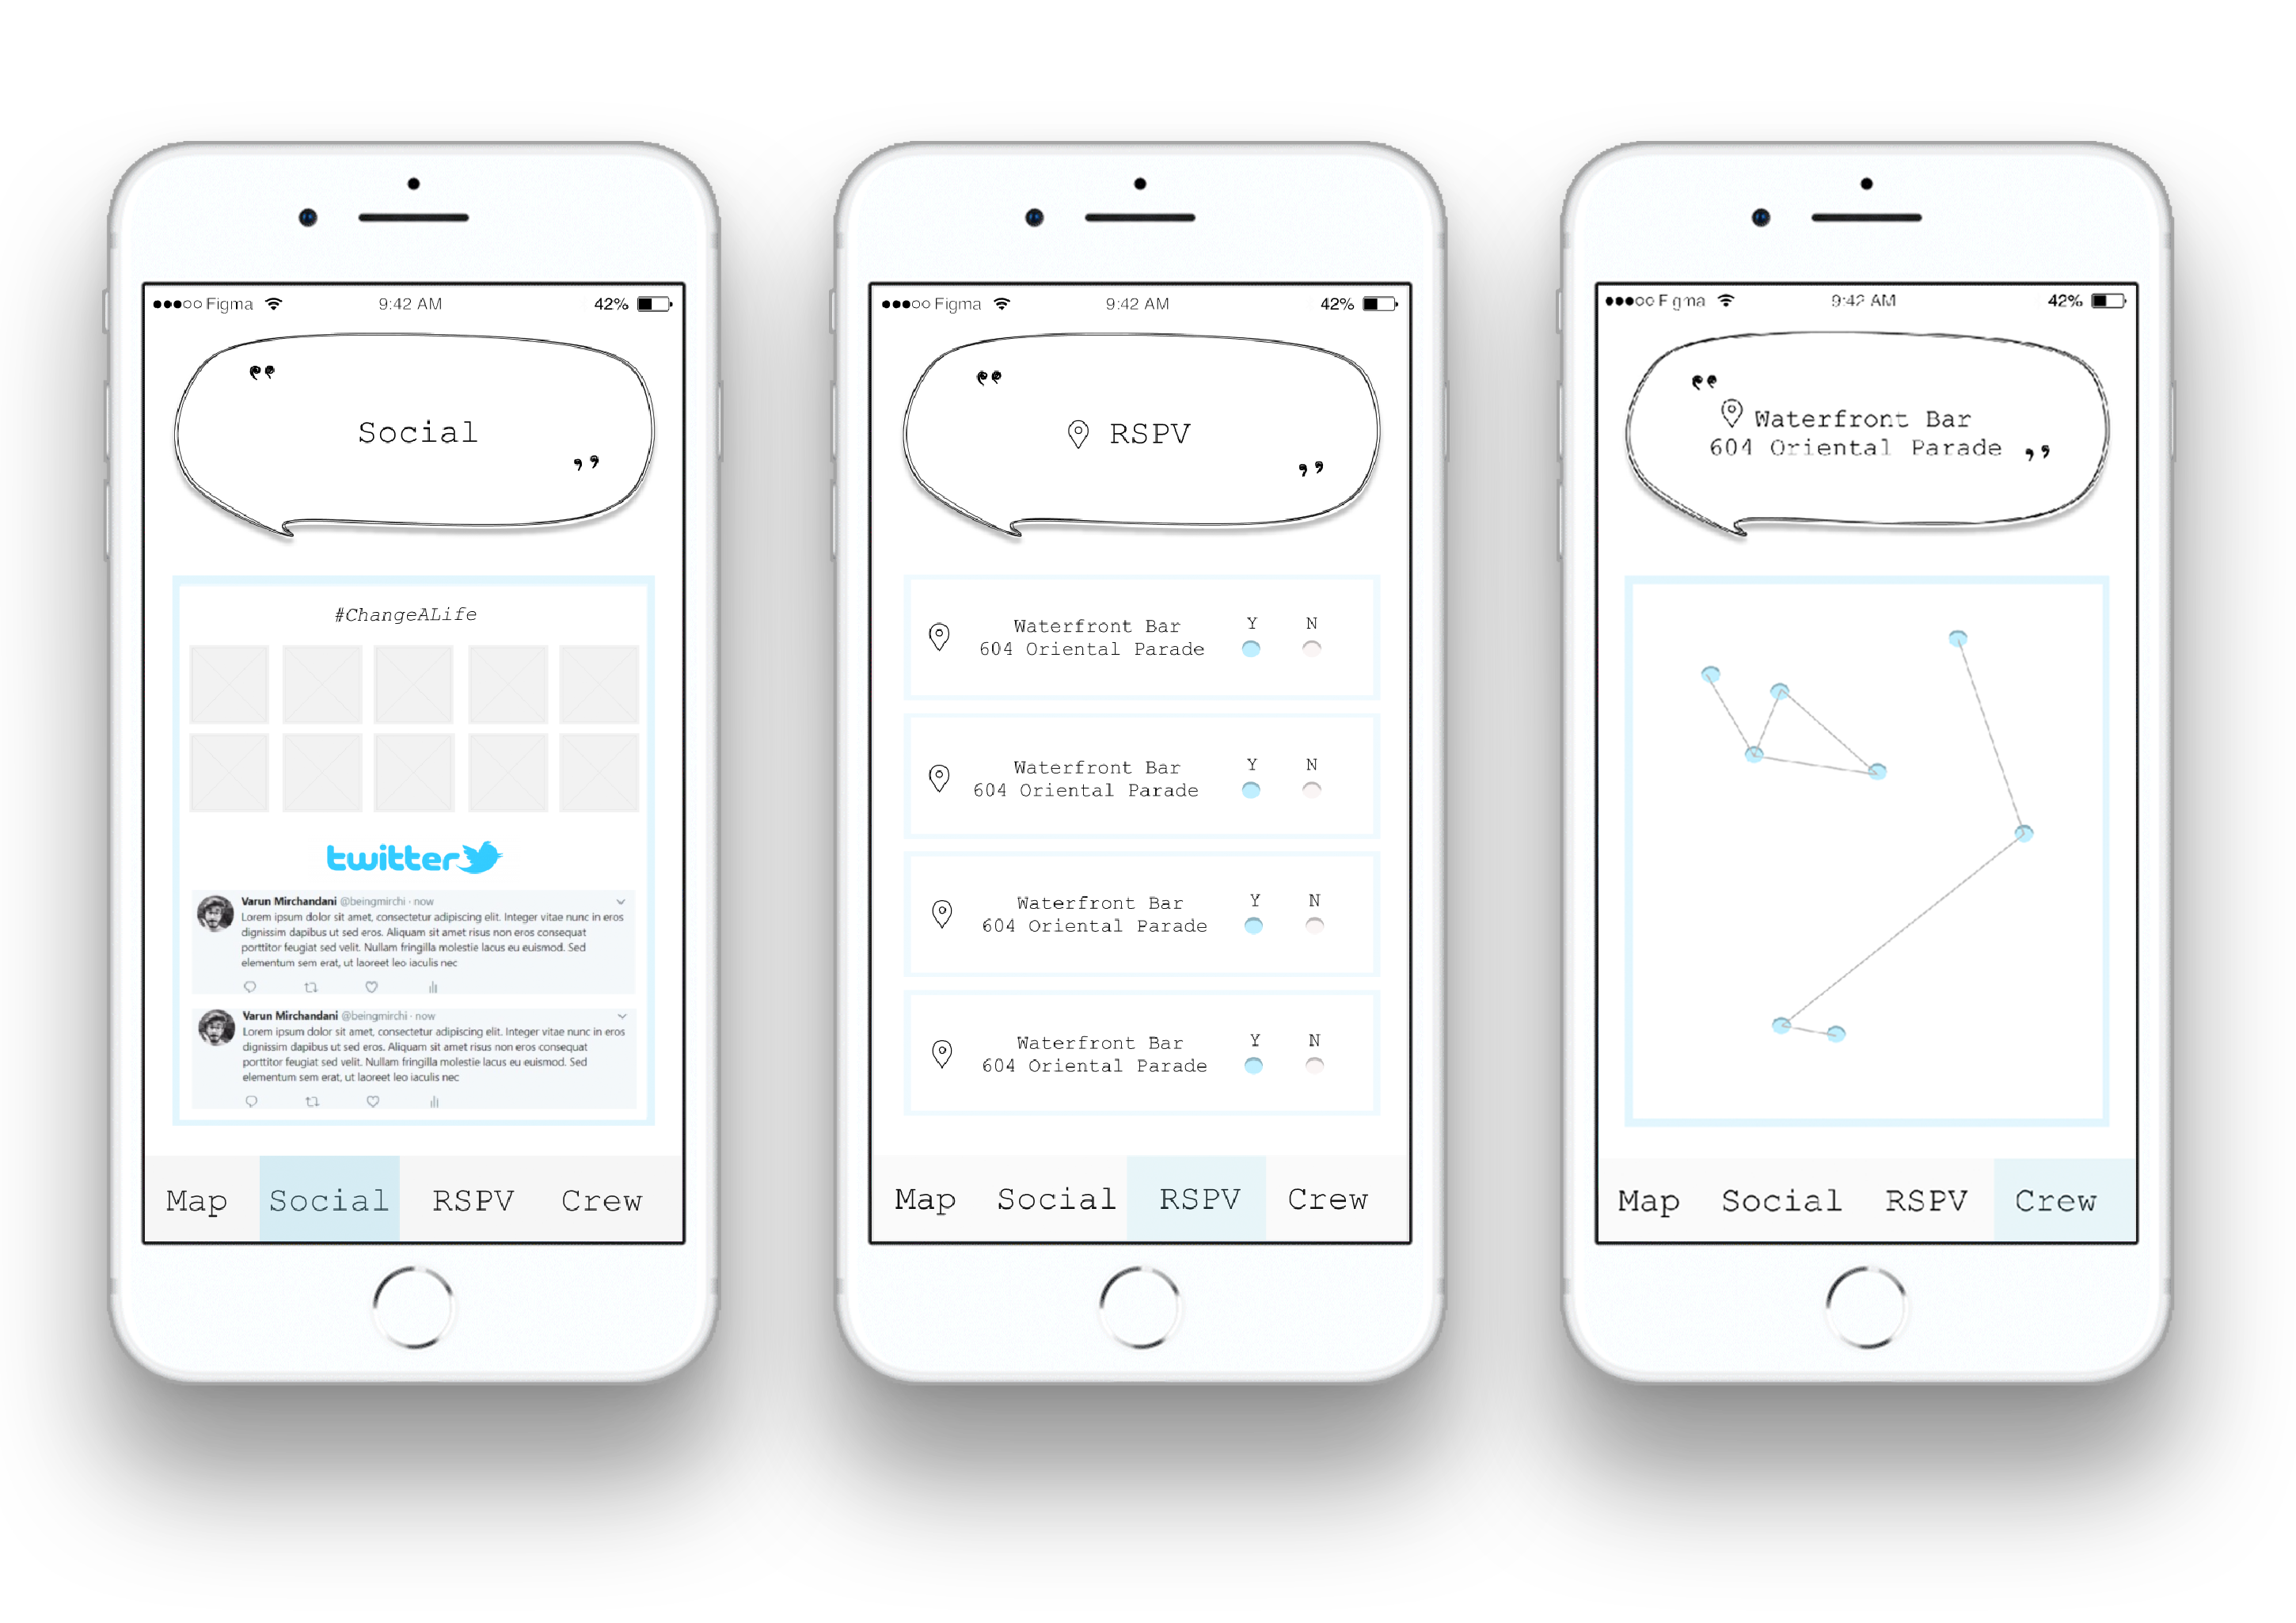 Figma 9:42 AM 42%
Social
#ChangeALife
twitter
Varun Mirchandani @beingmirchi · now
Lorem ipsum dolor sit amet, consectetur adipiscing elit. Integer vitae nunc in eros
dignissim dapibus ut sed eros. Aliquam sit amet risus non eros consequat
porttitor feugiat sed velit. Nullam fringilla molestie lacus eu euismod. Sed
elementum sem erat, ut laoreet leo iaculis nec
Varun Mirchandani @beingmirchi · now
Lorem ipsum dolor sit amet, consectetur adipiscing elit. Integer vitae nunc in eros
dignissim dapibus ut sed eros. Aliquam sit amet risus non eros consequat
porttitor feugiat sed velit. Nullam fringilla molestie lacus eu euismod. Sed
elementum sem erat, ut laoreet leo iaculis nec
Map Social RSPV Crew
Figma 9:42 AM 42%
RSPV
Waterfront Bar Y N
604 Oriental Parade
Waterfront Bar Y N
604 Oriental Parade
Waterfront Bar Y N
604 Oriental Parade
Waterfront Bar Y N
604 Oriental Parade
Map Social RSPV Crew
Figma 9:42 AM 42%
Waterfront Bar
604 Oriental Parade
Map Social RSPV Crew